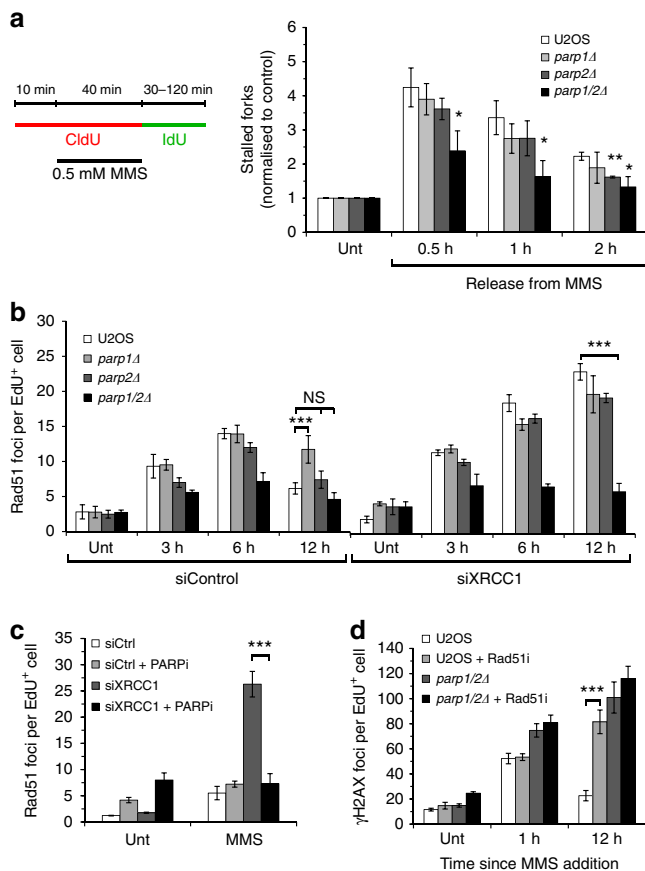 a
10 min 40 min 30–120 min
CldU IdU
0.5 mM MMS
Stalled forks
(normalised to control)
6
5
4
3
2
1
0
U2OS
parp1Δ
parp2Δ
parp1/2Δ
* * ** *
Unt 0.5 h 1 h 2 h
Release from MMS
b
Rad51 foci per EdU+ cell
30
25
20
15
10
5
0
U2OS
parp1Δ
parp2Δ
parp1/2Δ
NS
***
***
Unt 3 h 6 h 12 h Unt 3 h 6 h 12 h
siControl siXRCC1
c
Rad51 foci per EdU+ cell
35
30
25
20
15
10
5
0
siCtrl
siCtrl + PARPi
siXRCC1
siXRCC1 + PARPi
***
Unt MMS
d
γH2AX foci per EdU+ cell
140
120
100
80
60
40
20
0
U2OS
U2OS + Rad51i
parp1/2Δ
parp1/2Δ + Rad51i
***
Unt 1 h 12 h
Time since MMS addition